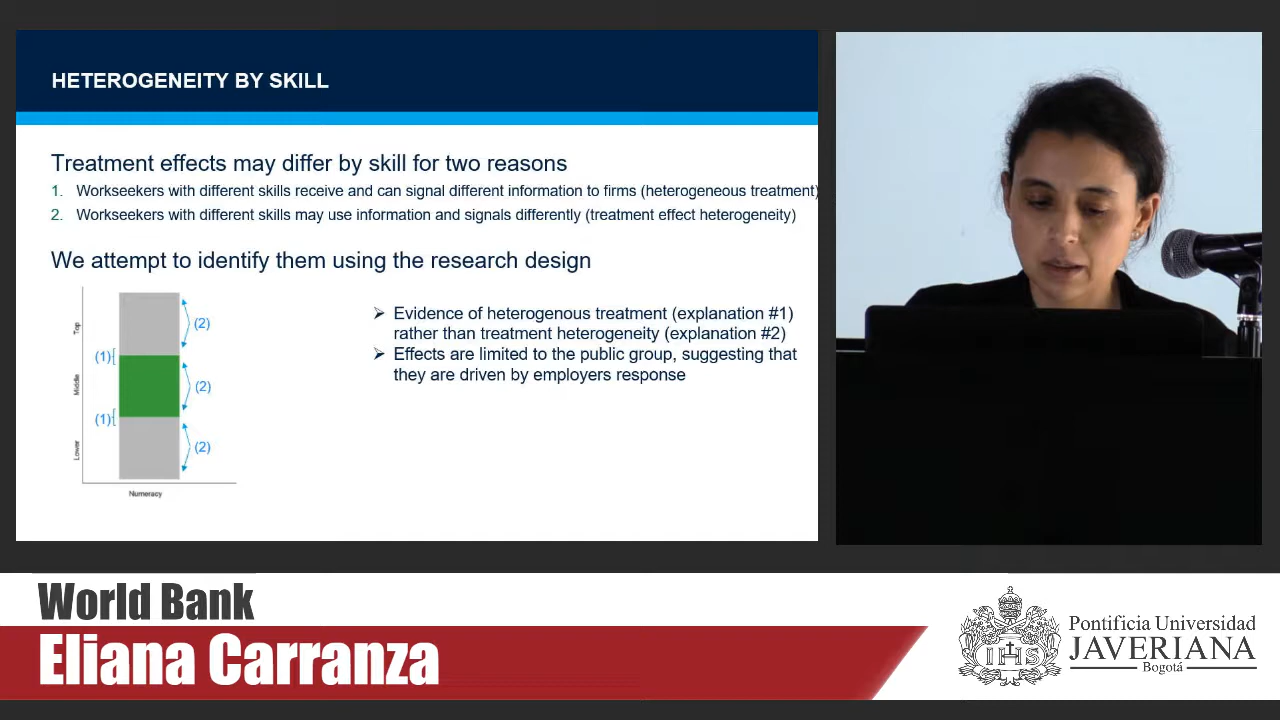 HETEROGENEITY BY SKILL
Treatment effects may differ by skill for two reasons
1. Workseekers with different skills receive and can signal different information to firms (heterogeneous treatment)
2. Workseekers with different skills may use information and signals differently (treatment effect heterogeneity)
We attempt to identify them using the research design
Top
Middle
Lower
(1)
(1)
(2)
(2)
(2)
Numeracy
➢ Evidence of heterogenous treatment (explanation #1)
rather than treatment heterogeneity (explanation #2)
➢ Effects are limited to the public group, suggesting that
they are driven by employers response
World Bank
Eliana Carranza
IHS
Pontificia Universidad
JAVERIANA
Bogotá